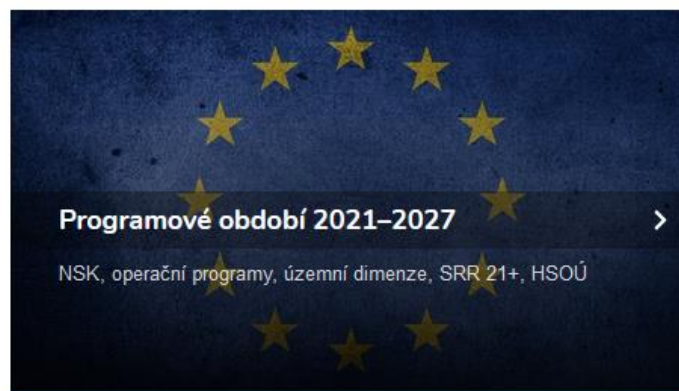 Programové období 2021–2027
NSK, operační programy, územní dimenze, SRR 21+, HSOÚ